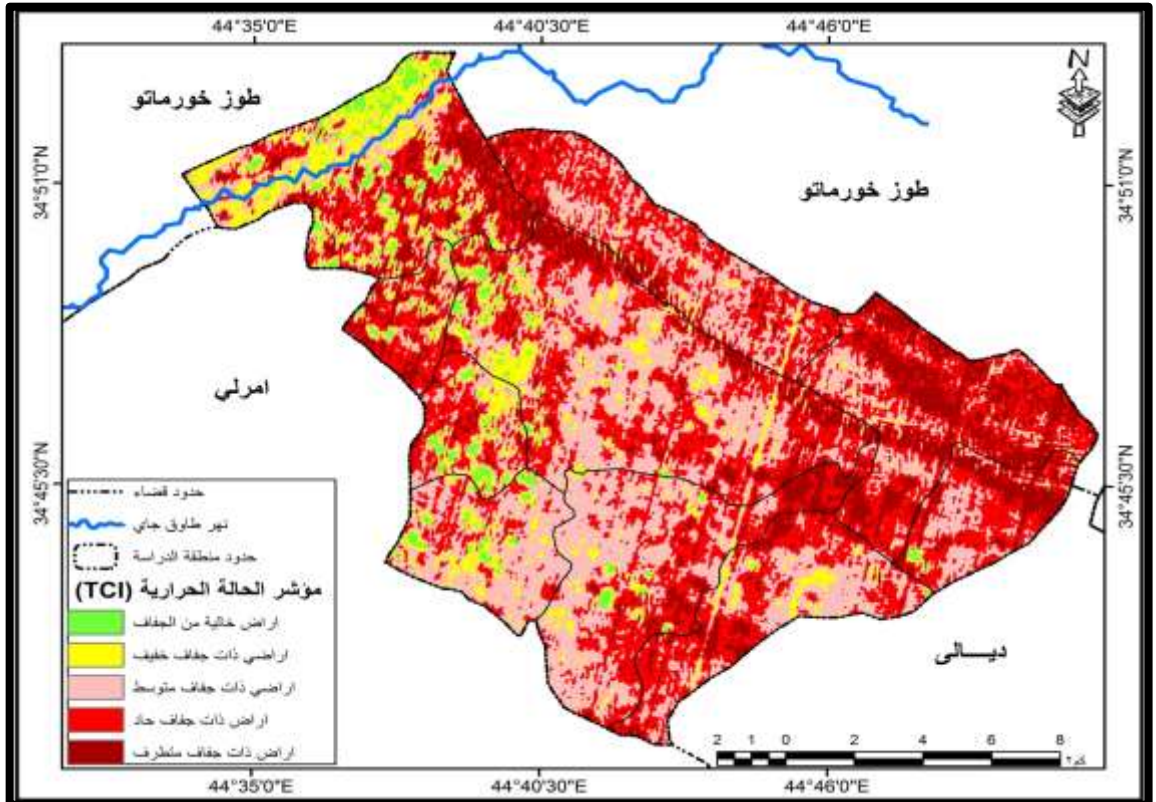 44°35'0"E
44°40'30"E
44°46'0"E
N
طوز خورماتو
طوز خورماتو
34°51'0"N
34°51'0"N
امرلي
34°45'30"N
34°45'30"N
ديـــالى
حدود قضاء
نهر طاوق جاي
حدود منطقة الدراسة
مؤشر الحالة الحرارية (TCI)
اراض خالية من الجفاف
اراضي ذات جفاف خفيف
اراضي ذات جفاف متوسط
اراض ذات جفاف حاد
اراض ذات جفاف متطرف
2 1 0 2 4 6 8
كم٢
44°35'0"E
44°40'30"E
44°46'0"E